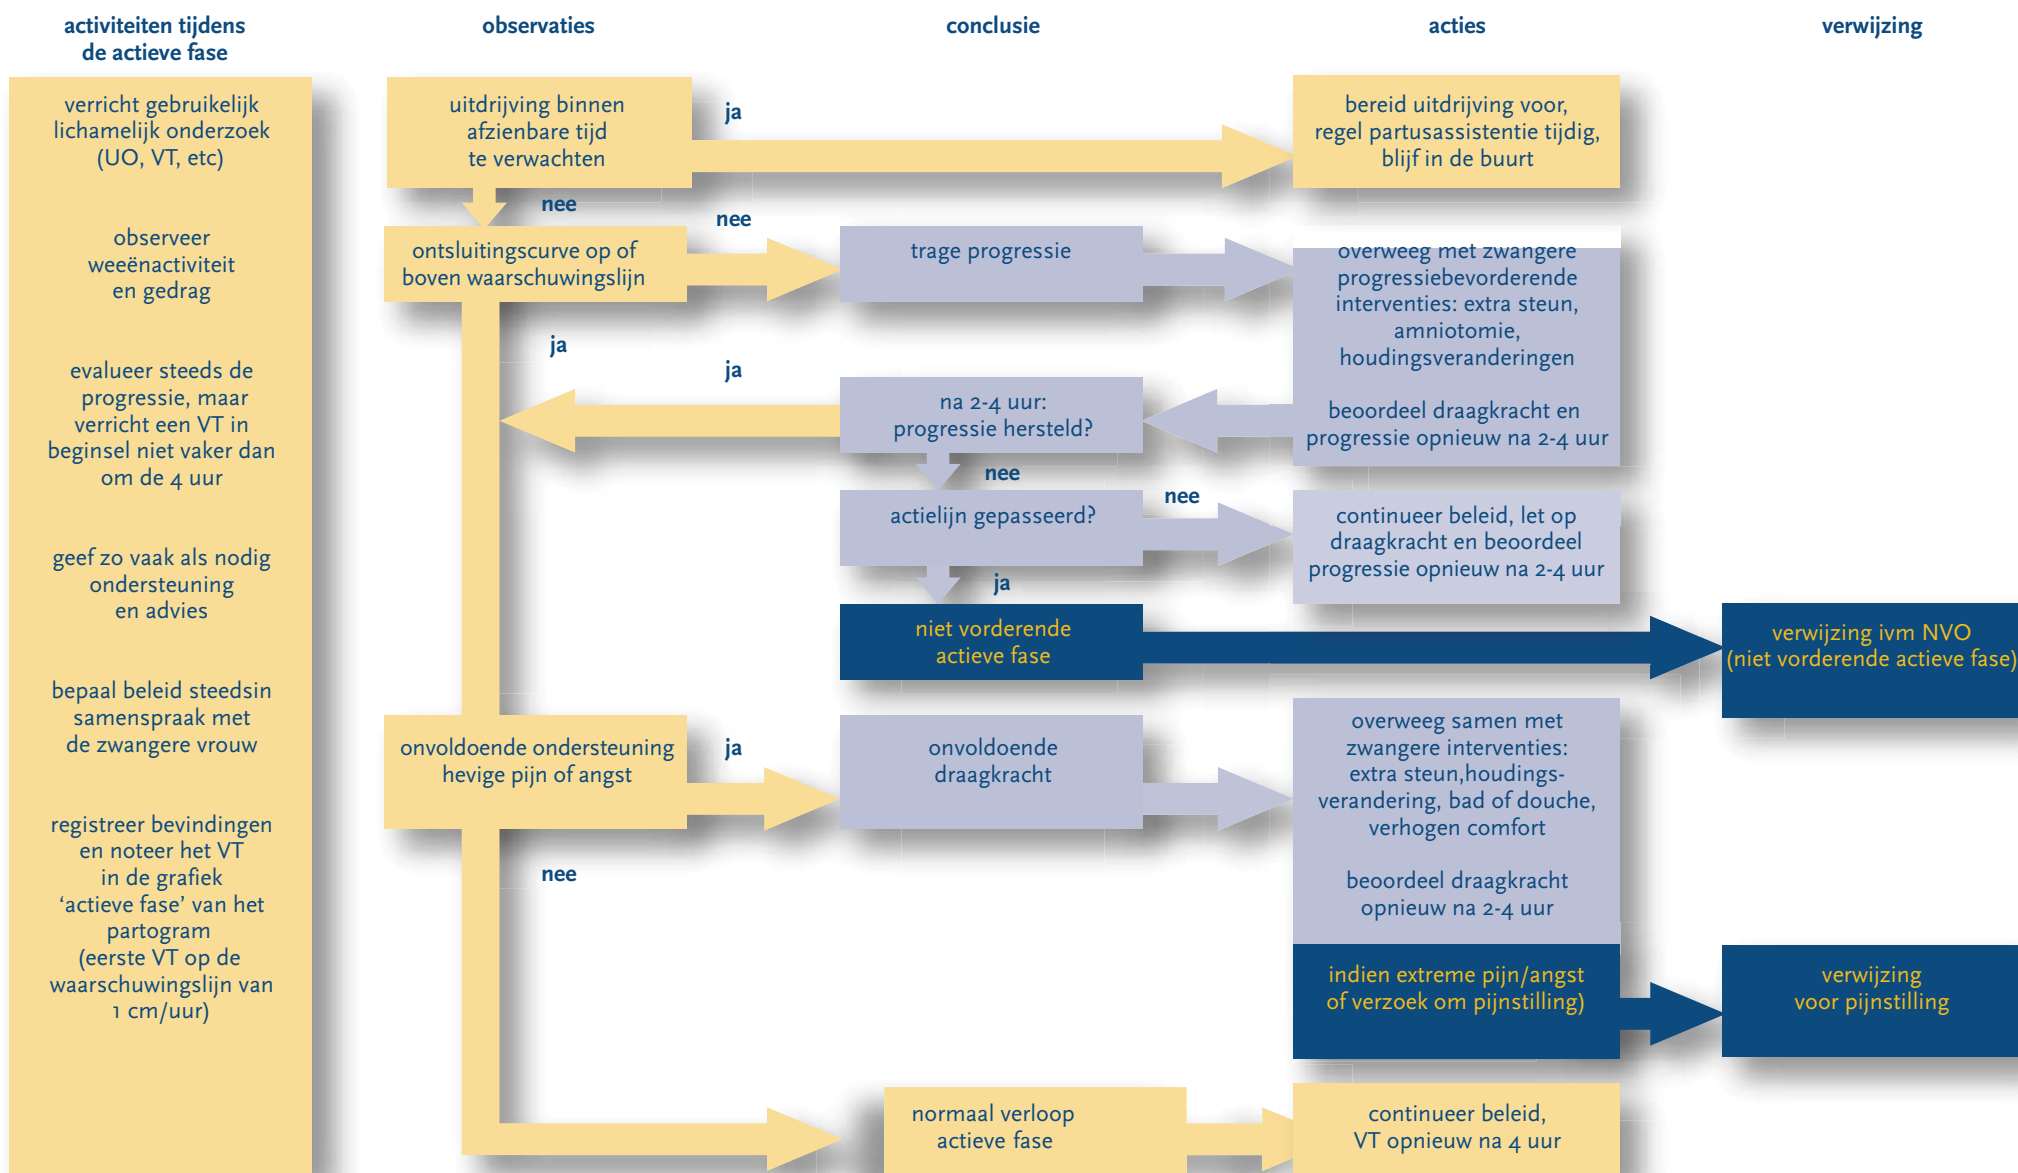 activiteiten tijdens
de actieve fase
observaties
conclusie
acties
verwijzing
verricht gebruikelijk
lichamelijk onderzoek
(UO, VT, etc)
observeer
weeënactiviteit
en gedrag
evalueer steeds de
progressie, maar
verricht een VT in
beginsel niet vaker dan
om de 4 uur
geef zo vaak als nodig
ondersteuning
en advies
bepaal beleid steedsin
samenspraak met
de zwangere vrouw
registreer bevindingen
en noteer het VT
in de grafiek
‘actieve fase’ van het
partogram
(eerste VT op de
waarschuwingslijn van
1 cm/uur)
uitdrijving binnen
afzienbare tijd
te verwachten
ja
bereid uitdrijving voor,
regel partusassistentie tijdig,
blijf in de buurt
nee
ontsluitingscurve op of
boven waarschuwingslijn
nee
trage progressie
overweeg met zwangere
progressiebevorderende
interventies: extra steun,
amniotomie,
houdingsveranderingen
beoordeel draagkracht en
progressie opnieuw na 2-4 uur
ja
ja
na 2-4 uur:
progressie hersteld?
nee
actielijn gepasseerd?
nee
continueer beleid, let op
draagkracht en beoordeel
progressie opnieuw na 2-4 uur
ja
niet vorderende
actieve fase
verwijzing ivm NVO
(niet vorderende actieve fase)
onvoldoende ondersteuning
hevige pijn of angst
ja
onvoldoende
draagkracht
overweeg samen met
zwangere interventies:
extra steun,houdings-
verandering, bad of douche,
verhogen comfort
beoordeel draagkracht
opnieuw na 2-4 uur
indien extreme pijn/angst
of verzoek om pijnstilling)
verwijzing
voor pijnstilling
nee
normaal verloop
actieve fase
continueer beleid,
VT opnieuw na 4 uur